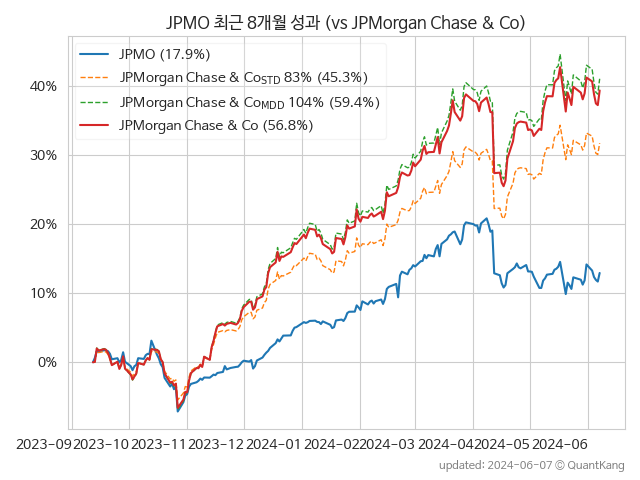 JPMO 최근 8개월 성과 (vs JPMorgan Chase & Co)
JPMO (17.9%)
JPMorgan Chase & CoSTD 83% (45.3%)
JPMorgan Chase & CoMDD 104% (59.4%)
JPMorgan Chase & Co (56.8%)
40%
30%
20%
10%
0%
2023-09 2023-10 2023-11 2023-12 2024-01 2024-02 2024-03 2024-04 2024-05 2024-06
updated: 2024-06-07 © QuantKang